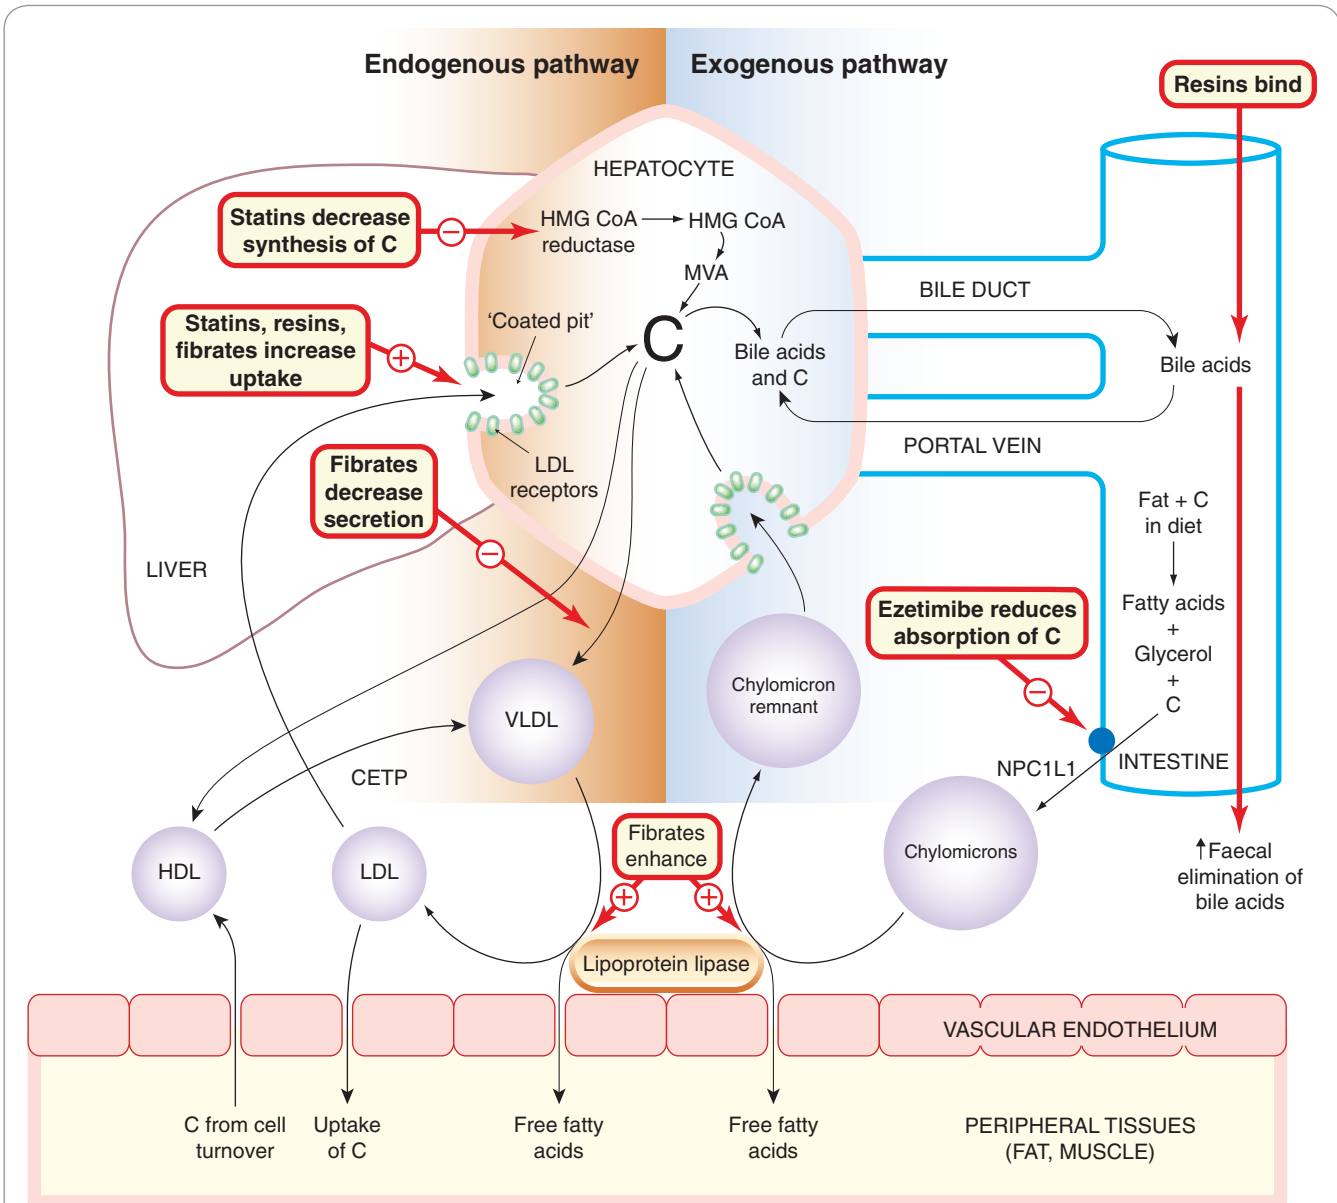 Endogenous pathway
Exogenous pathway
Resins bind
HEPATOCYTE
Statins decrease
synthesis of C
HMG CoA
reductase
HMG CoA
MVA
BILE DUCT
Statins, resins,
fibrates increase
uptake
'Coated pit'
C
Bile acids
and C
Bile acids
PORTAL VEIN
Fibrates
decrease
secretion
LDL
receptors
Fat + C
in diet
LIVER
Fatty acids
+
Glycerol
+
C
Ezetimibe reduces
absorption of C
Chylomicron
remnant
VLDL
CETP
NPC1L1
INTESTINE
HDL
LDL
Fibrates
enhance
Chylomicrons
↑Faecal
elimination of
bile acids
Lipoprotein lipase
VASCULAR ENDOTHELIUM
C from cell
turnover
Uptake
of C
Free fatty
acids
Free fatty
acids
PERIPHERAL TISSUES
(FAT, MUSCLE)